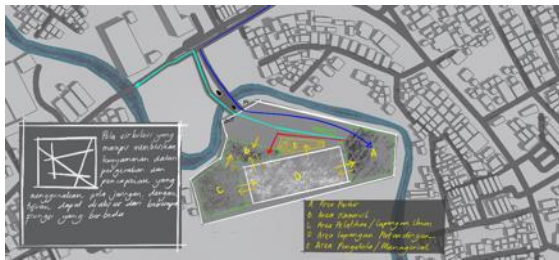 Pola sirkulasi yang
mampu memberikan
kenyamanan dalam
pergerakan dan
pencapaian yang
menggunakan pola jaringan, dengan
tujuan dapat diakses dari beberapa
fungsi yang berbeda
A
B
C
D
A Area Parkir
B. Area Komersil
C Area Pelatihan / Lapangan Umum
D. Area Lapangan Pertandingan
E Area Pengelola / Manajerial